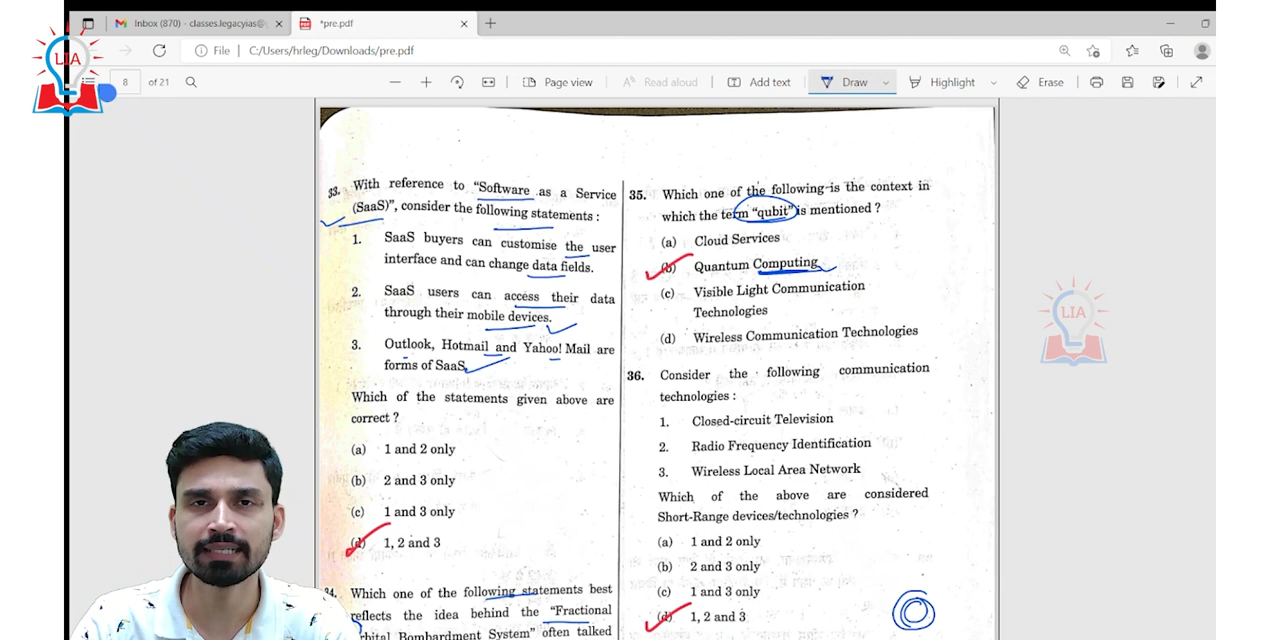 Inbox (870) - classes.legacyias@
*pre.pdf
File
C:/Users/hrleg/Downloads/pre.pdf
LIA
8
of 21
Page view
Read aloud
Add text
Draw
Highlight
Erase
33. With reference to "Software as a Service
(SaaS)", consider the following statements :
1. SaaS buyers can customise the user
interface and can change data fields.
2. SaaS users can access their data
through their mobile devices.
3. Outlook, Hotmail and Yahoo! Mail are
forms of SaaS.
Which of the statements given above are
correct ?
(a) 1 and 2 only
(b) 2 and 3 only
(c) 1 and 3 only
(d) 1, 2 and 3
34. Which one of the following statements best
reflects the idea behind the "Fractional
Orbital Bombardment System" often talked
35. Which one of the following is the context in
which the term "qubit" is mentioned ?
(a) Cloud Services
(b) Quantum Computing
(c) Visible Light Communication
Technologies
(d) Wireless Communication Technologies
36. Consider the following communication
technologies :
1. Closed-circuit Television
2. Radio Frequency Identification
3. Wireless Local Area Network
Which of the above are considered
Short-Range devices/technologies ?
(a) 1 and 2 only
(b) 2 and 3 only
(c) 1 and 3 only
(d) 1, 2 and 3
LIA